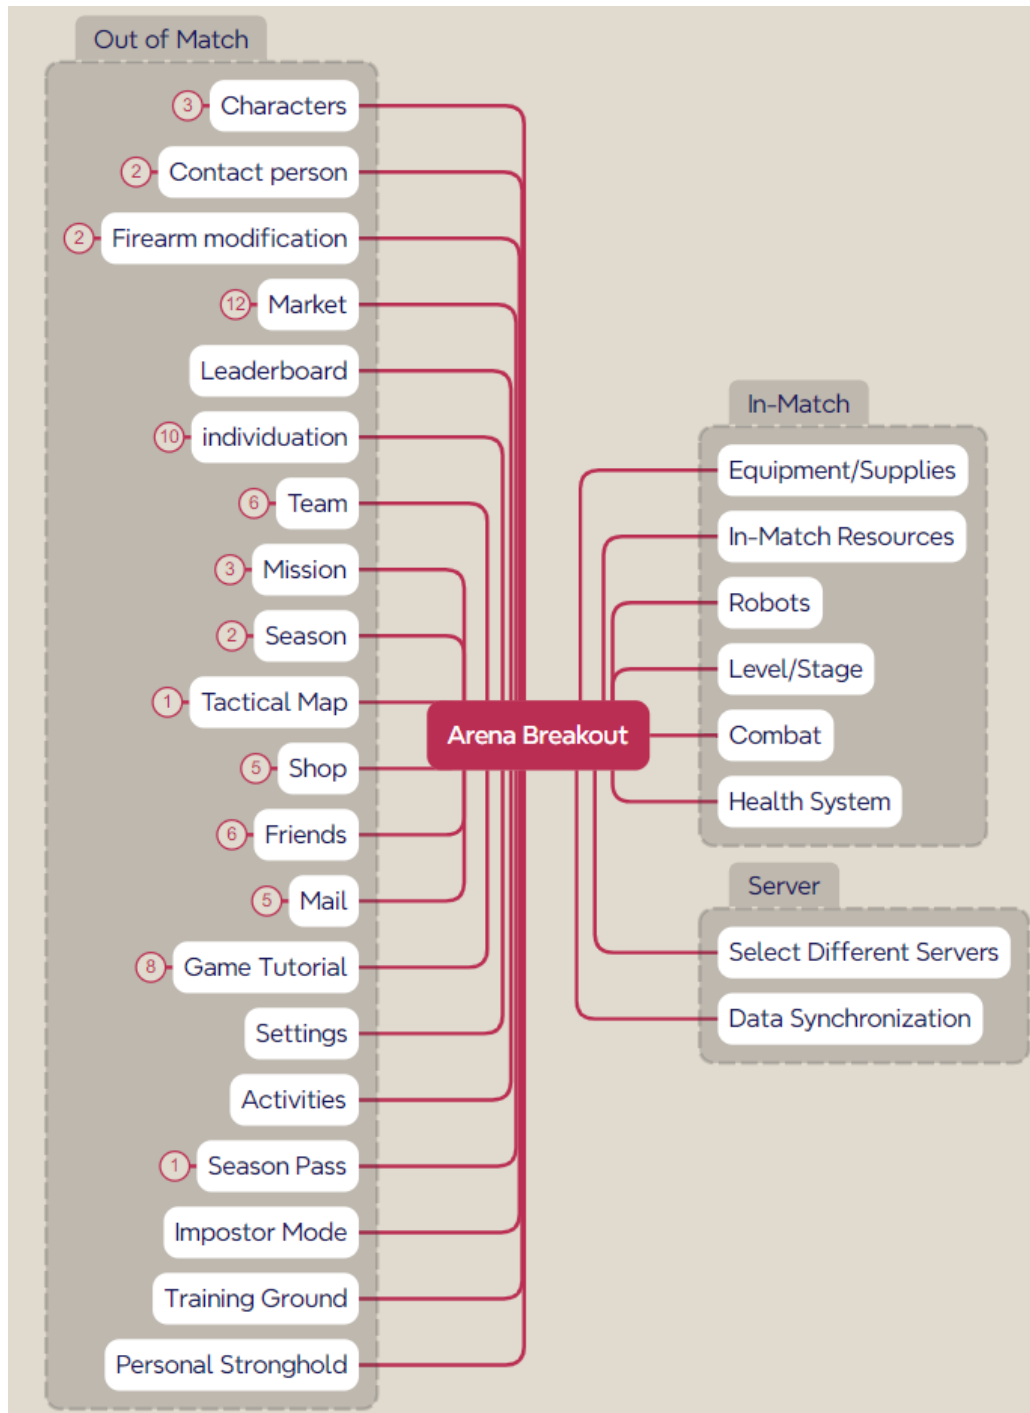 Out of Match
3 Characters
2 Contact person
2 Firearm modification
12 Market
Leaderboard
10 individuation
6 Team
3 Mission
2 Season
1 Tactical Map
5 Shop
6 Friends
5 Mail
8 Game Tutorial
Settings
Activities
1 Season Pass
Impostor Mode
Training Ground
Personal Stronghold
Arena Breakout
In-Match
Equipment/Supplies
In-Match Resources
Robots
Level/Stage
Combat
Health System
Server
Select Different Servers
Data Synchronization